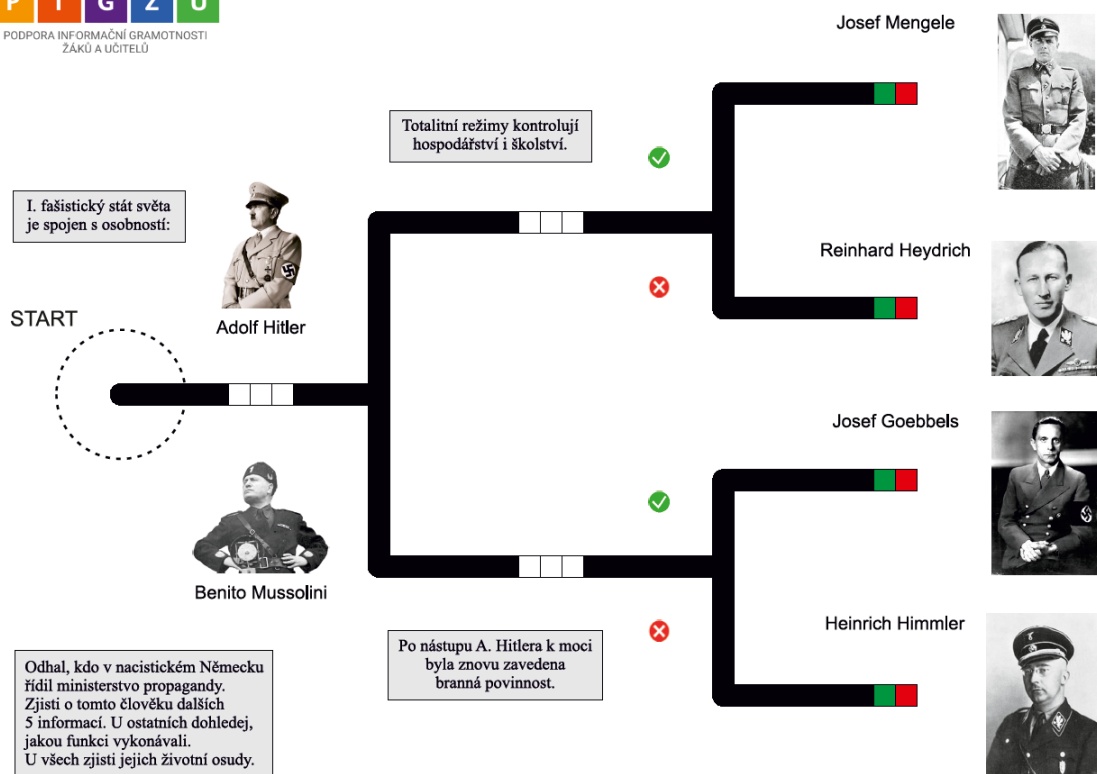 P I G Z U
PODPORA INFORMAČNÍ GRAMOTNOSTI
ŽÁKŮ A UČITELŮ
Josef Mengele
Totalitní režimy kontrolují
hospodářství i školství.
I. fašistický stát světa
je spojen s osobností:
Reinhard Heydrich
START
Adolf Hitler
Josef Goebbels
Benito Mussolini
Heinrich Himmler
Po nástupu A. Hitlera k moci
byla znovu zavedena
branná povinnost.
Odhal, kdo v nacistickém Německu
řídil ministerstvo propagandy.
Zjisti o tomto člověku dalších
5 informací. U ostatních dohledej,
jakou funkci vykonávali.
U všech zjisti jejich životní osudy.